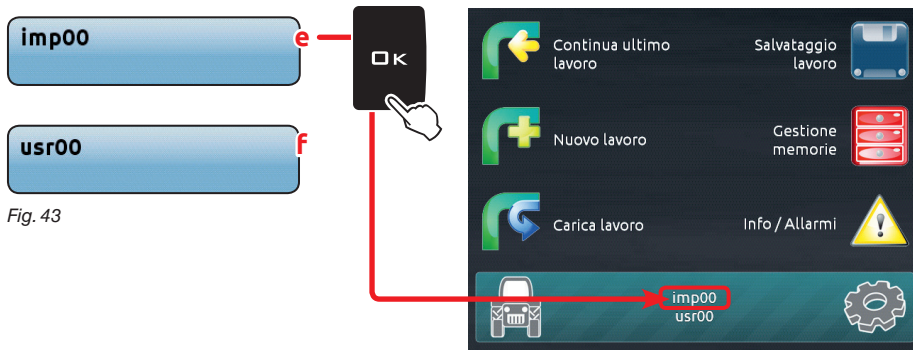 imp00
e
OK
usr00
f
Fig. 43
Continua ultimo
lavoro
Salvataggio
lavoro
Nuovo lavoro
Gestione
memorie
Carica lavoro
Info / Allarmi
imp00
usr00